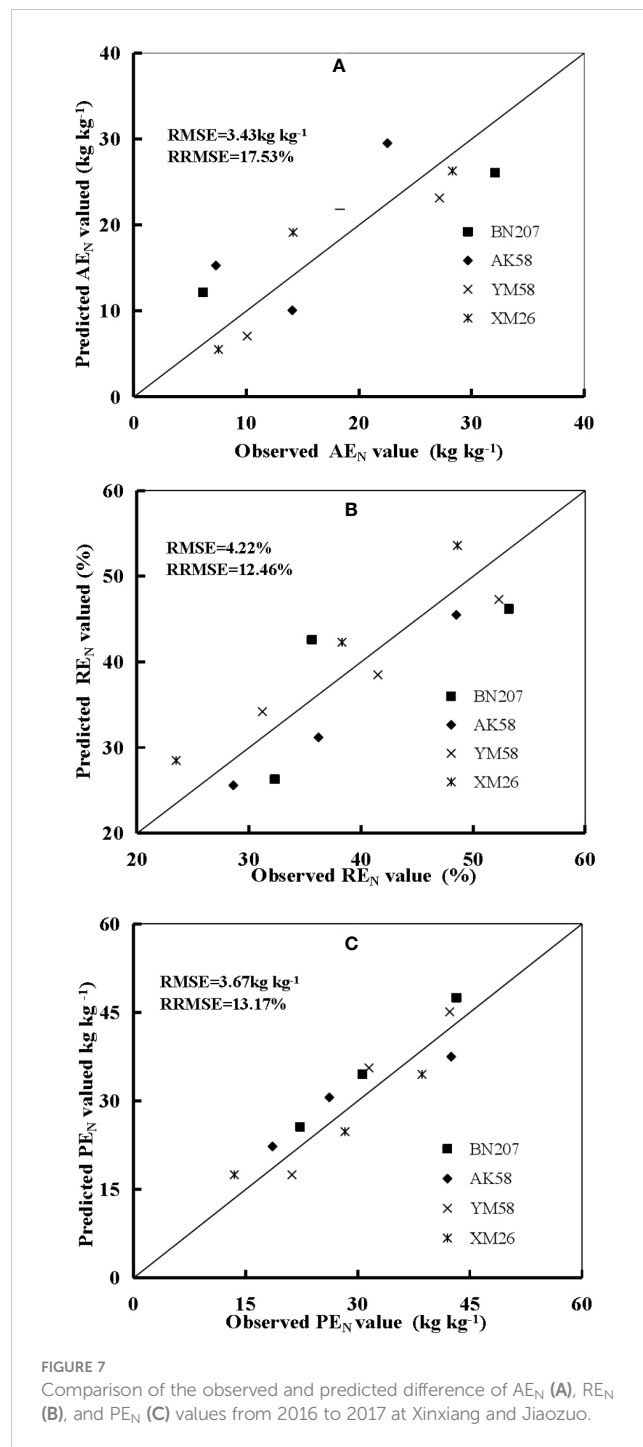 A
Predicted AEN valued (kg kg-1)
RMSE=3.43kg kg-1
RRMSE=17.53%
40
30
20
10
0
BN207
AK58
YM58
XM26
0 10 20 30 40
Observed AEN value (kg kg-1)
B
Predicted REN valued (%)
RMSE=4.22%
RRMSE=12.46%
60
50
40
30
20
BN207
AK58
YM58
XM26
20 30 40 50 60
Observed REN value (%)
C
Predicted PEN valued kg kg-1)
RMSE=3.67kg kg-1
RRMSE=13.17%
60
45
30
15
0
BN207
AK58
YM58
XM26
0 15 30 45 60
Observed PEN value (kg kg-1)
FIGURE 7
Comparison of the observed and predicted difference of AEN (A), REN
(B), and PEN (C) values from 2016 to 2017 at Xinxiang and Jiaozuo.